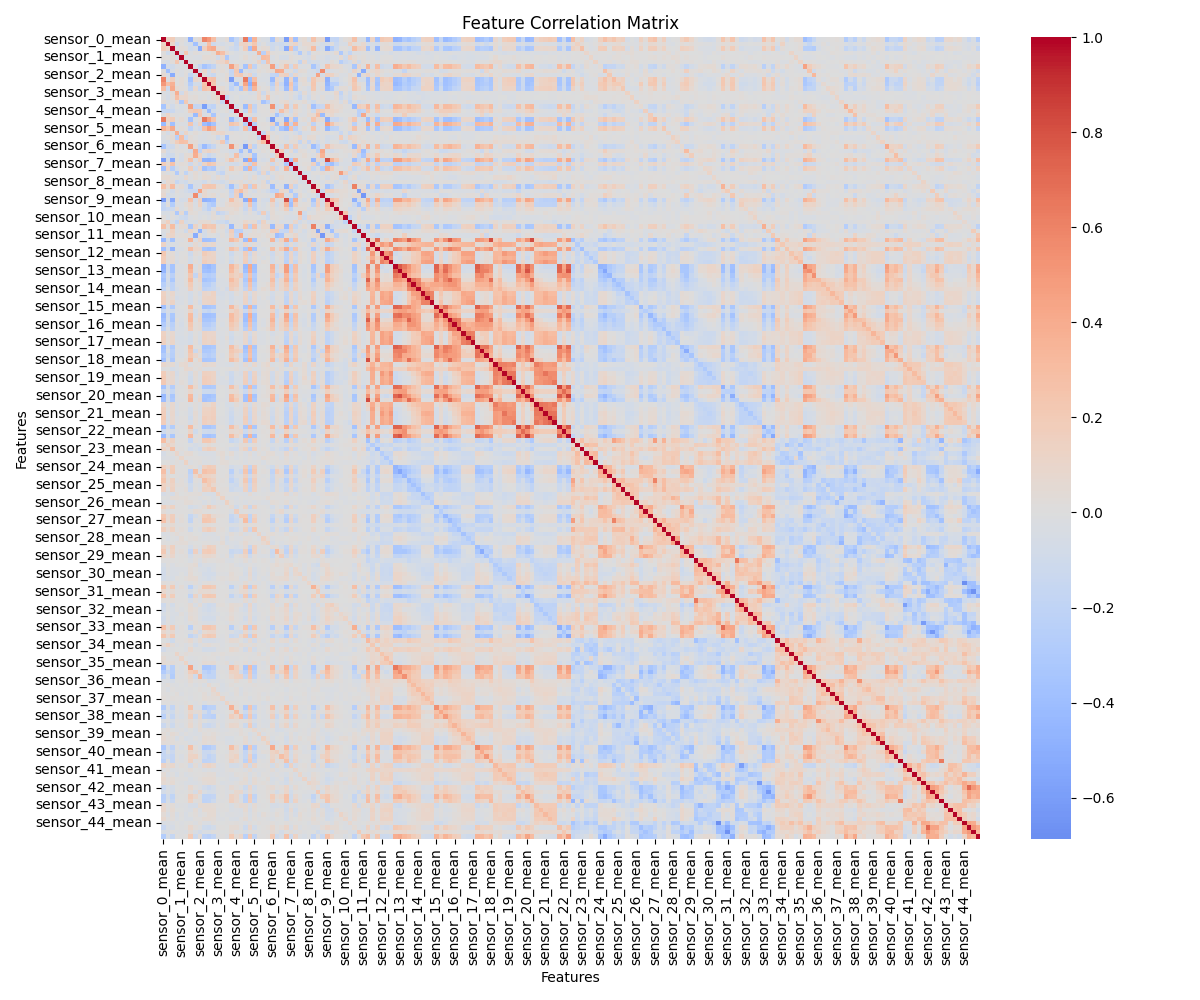 Feature Correlation Matrix
Features
sensor_0_mean
sensor_1_mean
sensor_2_mean
sensor_3_mean
sensor_4_mean
sensor_5_mean
sensor_6_mean
sensor_7_mean
sensor_8_mean
sensor_9_mean
sensor_10_mean
sensor_11_mean
sensor_12_mean
sensor_13_mean
sensor_14_mean
sensor_15_mean
sensor_16_mean
sensor_17_mean
sensor_18_mean
sensor_19_mean
sensor_20_mean
sensor_21_mean
sensor_22_mean
sensor_23_mean
sensor_24_mean
sensor_25_mean
sensor_26_mean
sensor_27_mean
sensor_28_mean
sensor_29_mean
sensor_30_mean
sensor_31_mean
sensor_32_mean
sensor_33_mean
sensor_34_mean
sensor_35_mean
sensor_36_mean
sensor_37_mean
sensor_38_mean
sensor_39_mean
sensor_40_mean
sensor_41_mean
sensor_42_mean
sensor_43_mean
sensor_44_mean
sensor_0_mean
sensor_1_mean
sensor_2_mean
sensor_3_mean
sensor_4_mean
sensor_5_mean
sensor_6_mean
sensor_7_mean
sensor_8_mean
sensor_9_mean
sensor_10_mean
sensor_11_mean
sensor_12_mean
sensor_13_mean
sensor_14_mean
sensor_15_mean
sensor_16_mean
sensor_17_mean
sensor_18_mean
sensor_19_mean
sensor_20_mean
sensor_21_mean
sensor_22_mean
sensor_23_mean
sensor_24_mean
sensor_25_mean
sensor_26_mean
sensor_27_mean
sensor_28_mean
sensor_29_mean
sensor_30_mean
sensor_31_mean
sensor_32_mean
sensor_33_mean
sensor_34_mean
sensor_35_mean
sensor_36_mean
sensor_37_mean
sensor_38_mean
sensor_39_mean
sensor_40_mean
sensor_41_mean
sensor_42_mean
sensor_43_mean
sensor_44_mean
Features
1.0
0.8
0.6
0.4
0.2
0.0
−0.2
−0.4
−0.6